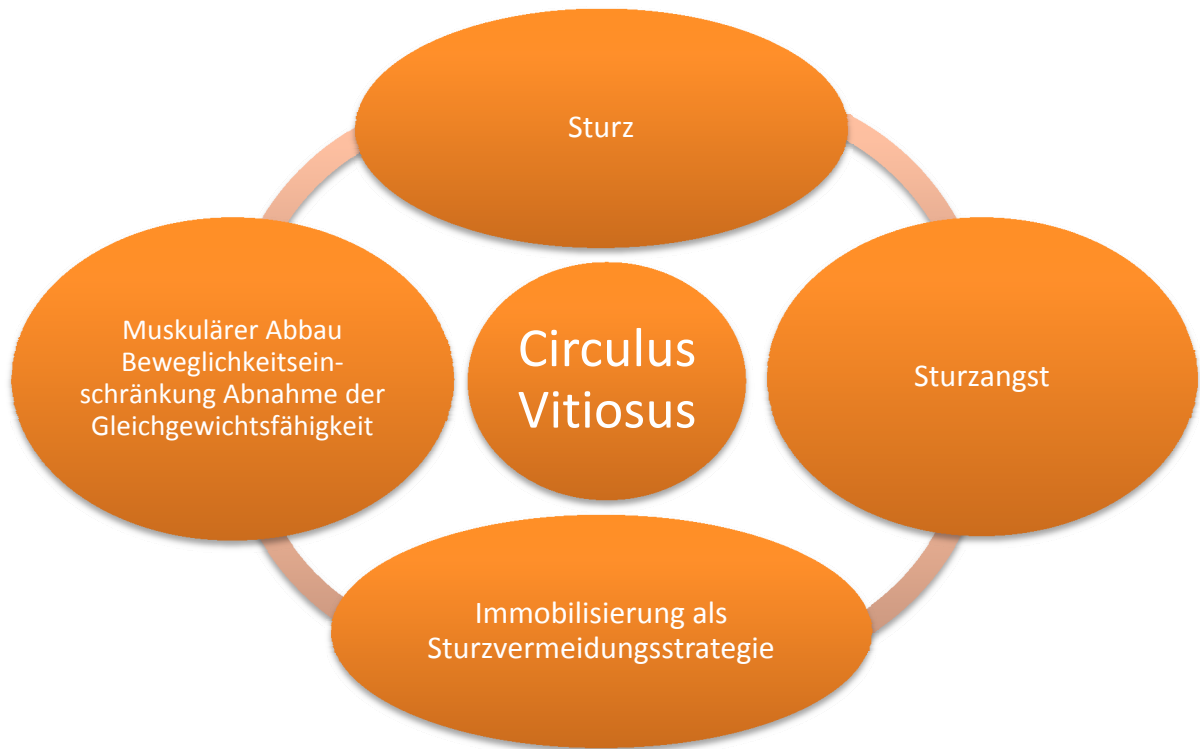 Sturz
Muskulärer Abbau
Beweglichkeitsein-
schränkung Abnahme der
Gleichgewichtsfähigkeit
Circulus
Vitiosus
Sturzangst
Immobilisierung als
Sturzvermeidungsstrategie